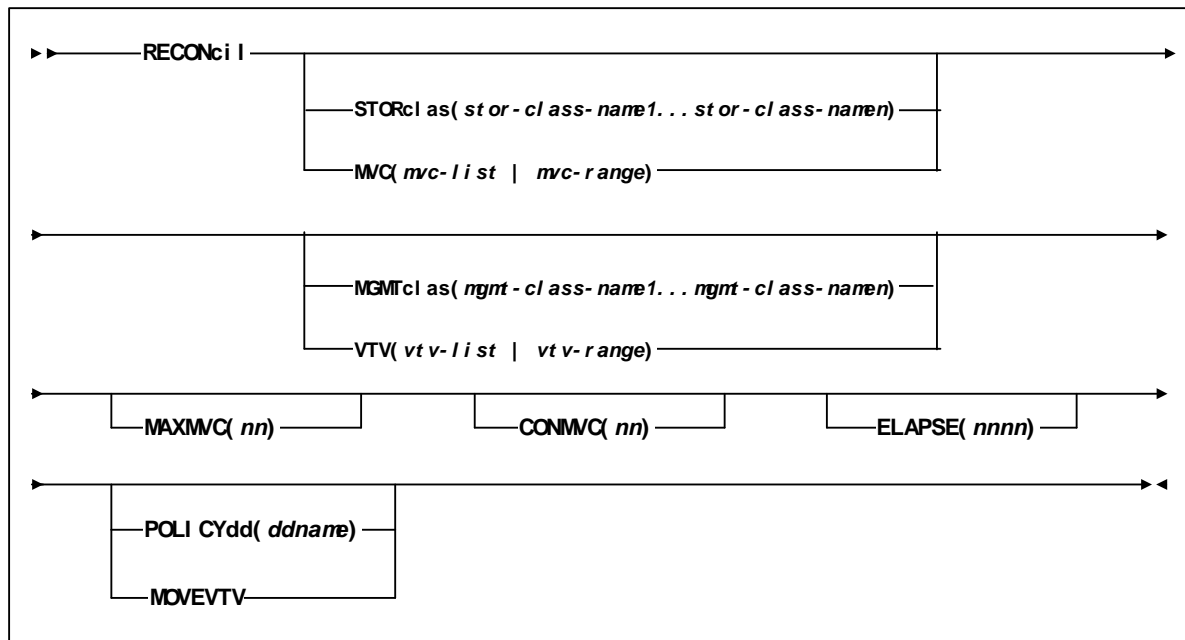 RECONcil
STORclas(stor-class-name1...stor-class-namen)
MVC(mvc-list | mvc-range)
MGMTclas(mgmt-class-name1...mgmt-class-namen)
VTV(vtv-list | vtv-range)
MAXMVC(nn) CONMVC(nn) ELAPSE(nnnn)
POLICYdd(ddname)
MOVEVTV